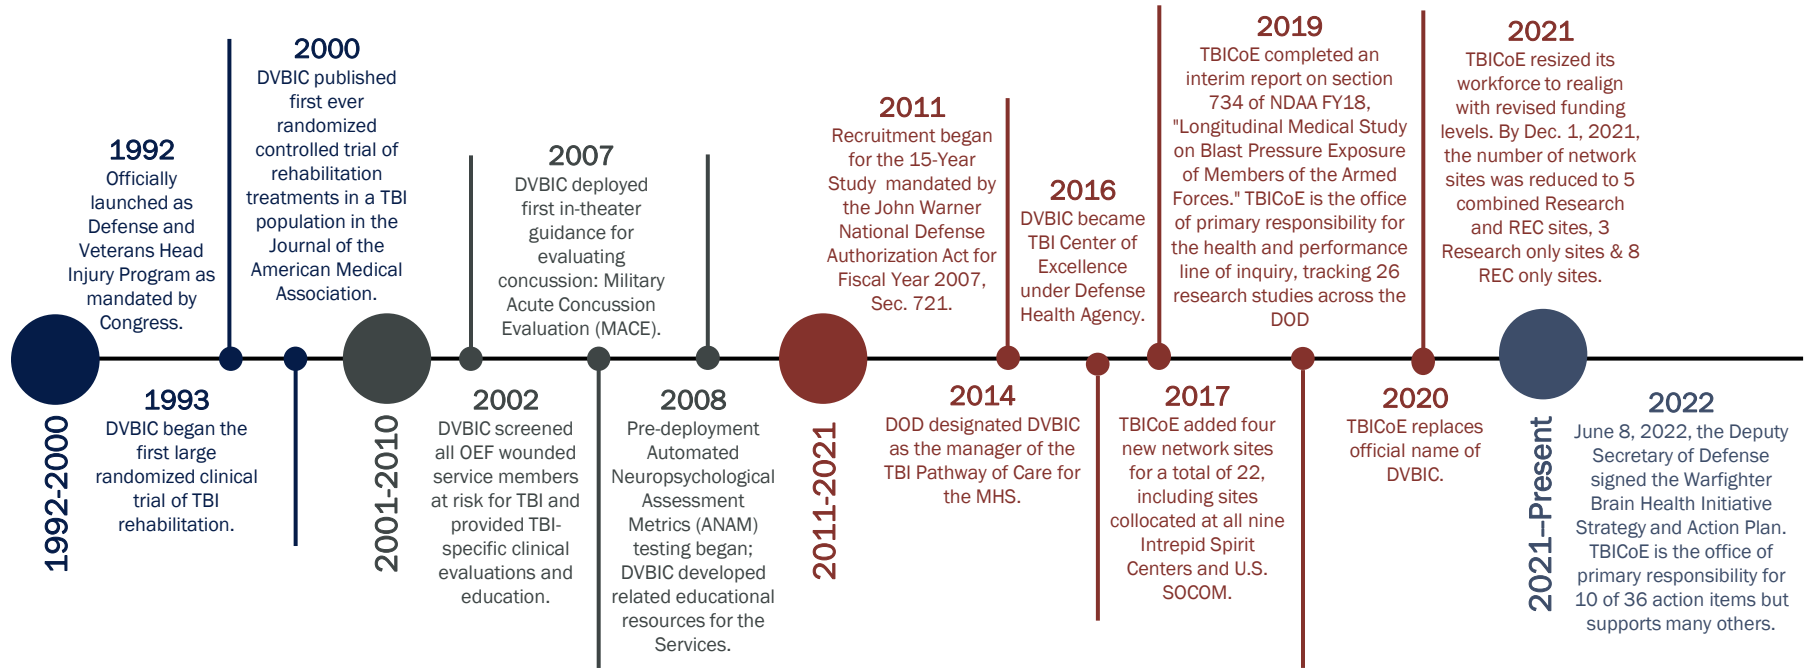 1992
Officially
launched as
Defense and
Veterans Head
Injury Program as
mandated by
Congress.
2000
DVBIC published
first ever
randomized
controlled trial of
rehabilitation
treatments in a TBI
population in the
Journal of the
American Medical
Association.
2007
DVBIC deployed
first in-theater
guidance for
evaluating
concussion: Military
Acute Concussion
Evaluation (MACE).
2011
Recruitment began
for the 15-Year
Study mandated by
the John Warner
National Defense
Authorization Act for
Fiscal Year 2007,
Sec. 721.
2016
DVBIC became
TBI Center of
Excellence
under Defense
Health Agency.
2019
TBICoE completed an
interim report on section
734 of NDAA FY18,
"Longitudinal Medical Study
on Blast Pressure Exposure
of Members of the Armed
Forces." TBICoE is the office
of primary responsibility for
the health and performance
line of inquiry, tracking 26
research studies across the
DOD
2021
TBICoE resized its
workforce to realign
with revised funding
levels. By Dec. 1, 2021,
the number of network
sites was reduced to 5
combined Research
and REC sites, 3
Research only sites & 8
REC only sites.
1992-2000
1993
DVBIC began the
first large
randomized clinical
trial of TBI
rehabilitation.
2001-2010
2002
DVBIC screened
all OEF wounded
service members
at risk for TBI and
provided TBI-
specific clinical
evaluations and
education.
2008
Pre-deployment
Automated
Neuropsychological
Assessment
Metrics (ANAM)
testing began;
DVBIC developed
related educational
resources for the
Services.
2011-2021
2014
DOD designated DVBIC
as the manager of the
TBI Pathway of Care for
the MHS.
2017
TBICoE added four
new network sites
for a total of 22,
including sites
collocated at all nine
Intrepid Spirit
Centers and U.S.
SOCOM.
2020
TBICoE replaces
official name of
DVBIC.
2021–Present
2022
June 8, 2022, the Deputy
Secretary of Defense
signed the Warfighter
Brain Health Initiative
Strategy and Action Plan.
TBICoE is the office of
primary responsibility for
10 of 36 action items but
supports many others.